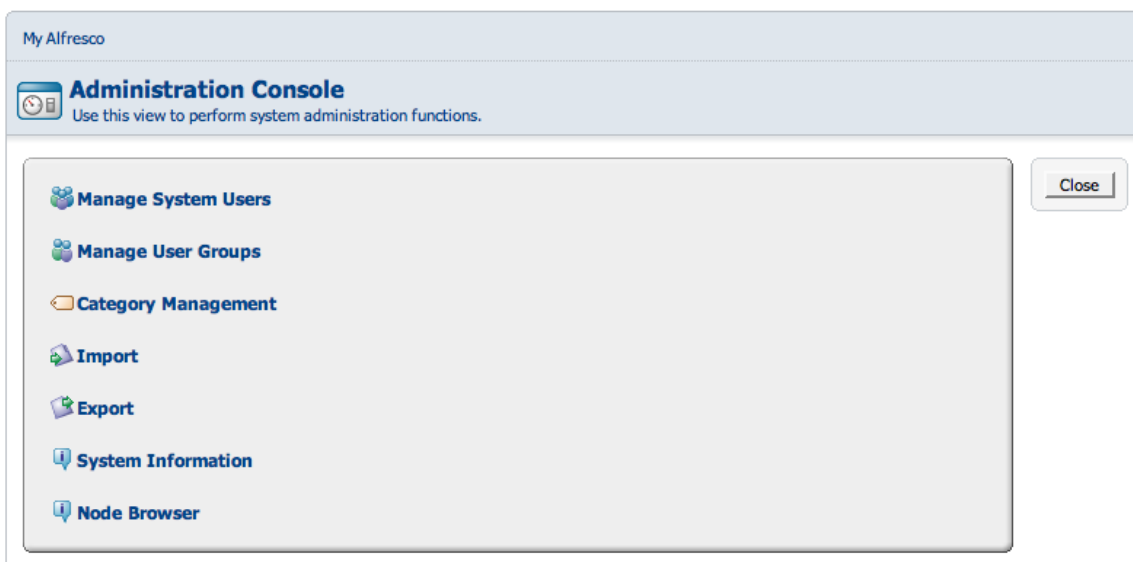 My Alfresco
Administration Console
Use this view to perform system administration functions.
Manage System Users
Close
Manage User Groups
Category Management
Import
Export
System Information
Node Browser